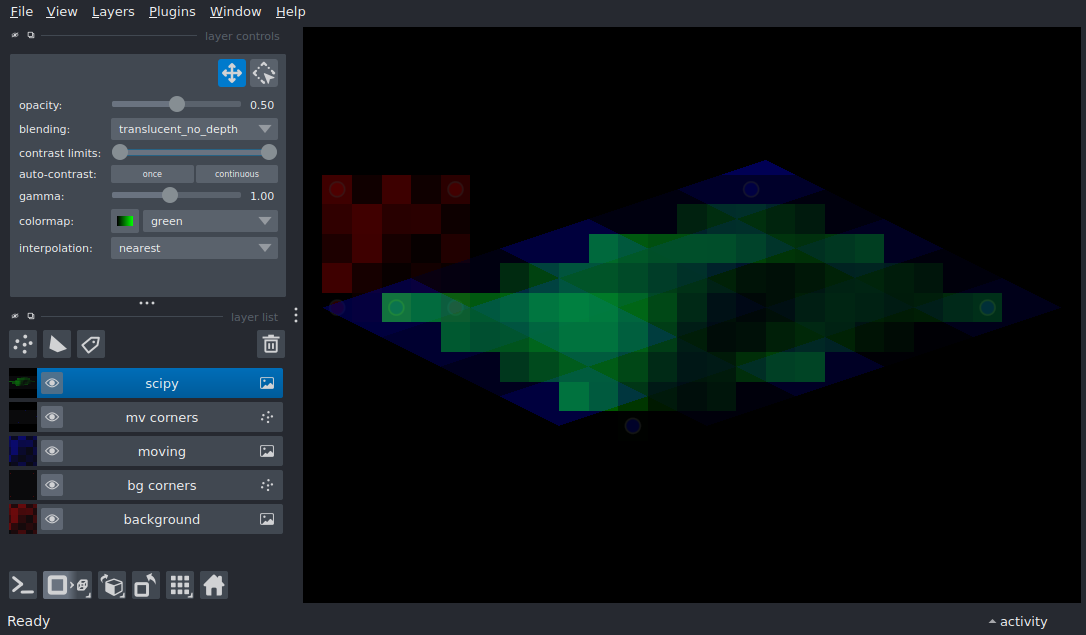 File View Layers Plugins Window Help
layer controls
opacity: 0.50
blending: translucent_no_depth
contrast limits:
auto-contrast: once continuous
gamma: 1.00
colormap: green
interpolation: nearest
layer list
scipy
mv corners
moving
bg corners
background
Ready
activity